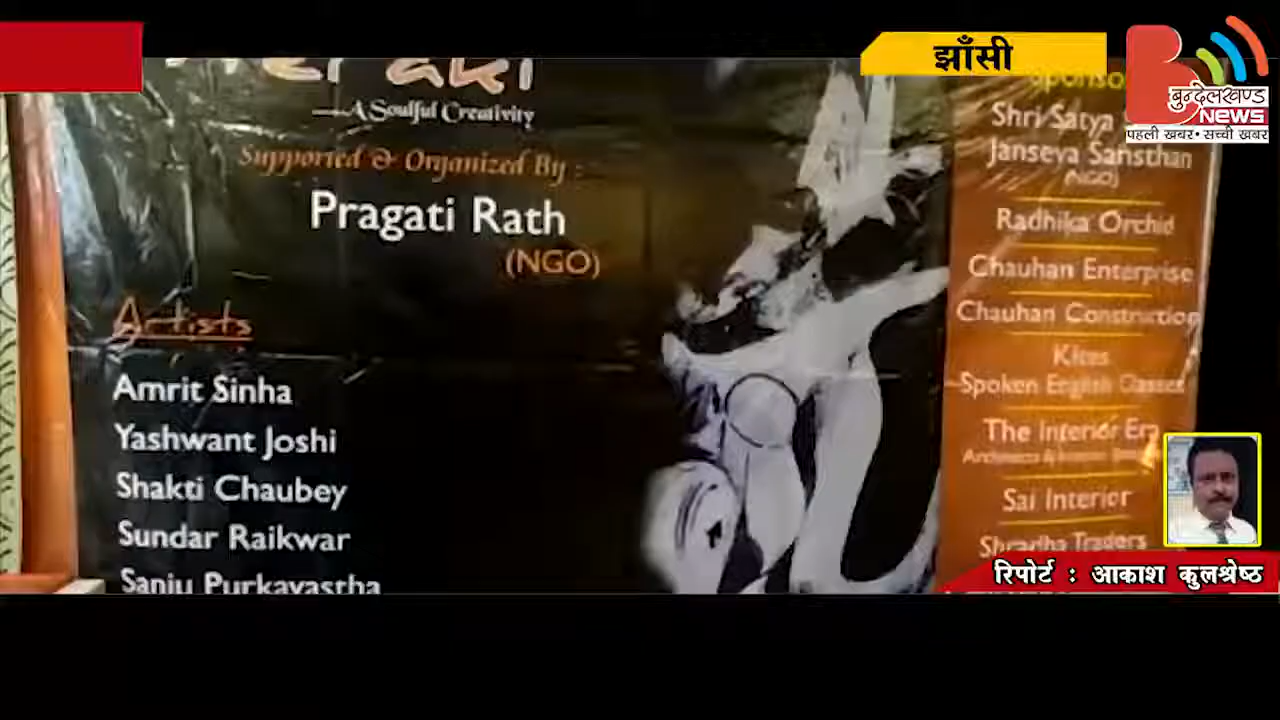 झाँसी
बुन्देलखण्ड
NEWS
पहली खबर • सच्ची खबर
A Soulful Creativity
Supported & Organized By :
Pragati Rath
(NGO)
Artists
Amrit Sinha
Yashwant Joshi
Shakti Chaubey
Sundar Raikwar
Sanju Purkayastha
Shri Satya
Janseva Sansthan
(NGO)
Radhika Orchid
Chauhan Enterprise
Chauhan Construction
Kites
Spoken English Classes
The Interior Era
Sai Interior
Shradha Traders
रिपोर्ट : आकाश कुलश्रेष्ठ